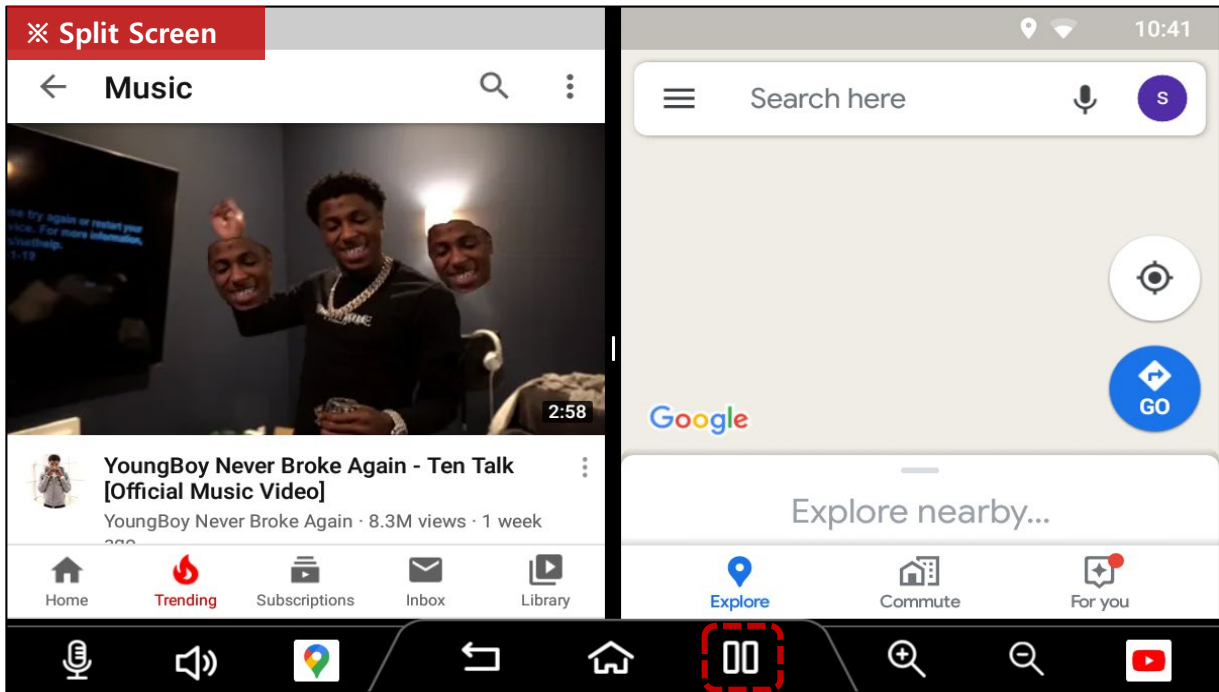 ※ Split Screen
10:41
Music
Search here
S
2:58
GO
Google
YoungBoy Never Broke Again - Ten Talk
[Official Music Video]
YoungBoy Never Broke Again · 8.3M views · 1 week
ago
Explore nearby...
Home
Trending
Subscriptions
Inbox
Library
Explore
Commute
For you